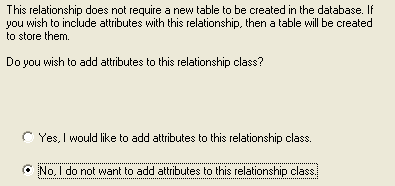 This relationship does not require a new table to be created in the database. If
you wish to include attributes with this relationship, then a table will be created
to store them.
Do you wish to add attributes to this relationship class?
Yes, I would like to add attributes to this relationship class.
No, I do not want to add attributes to this relationship class.